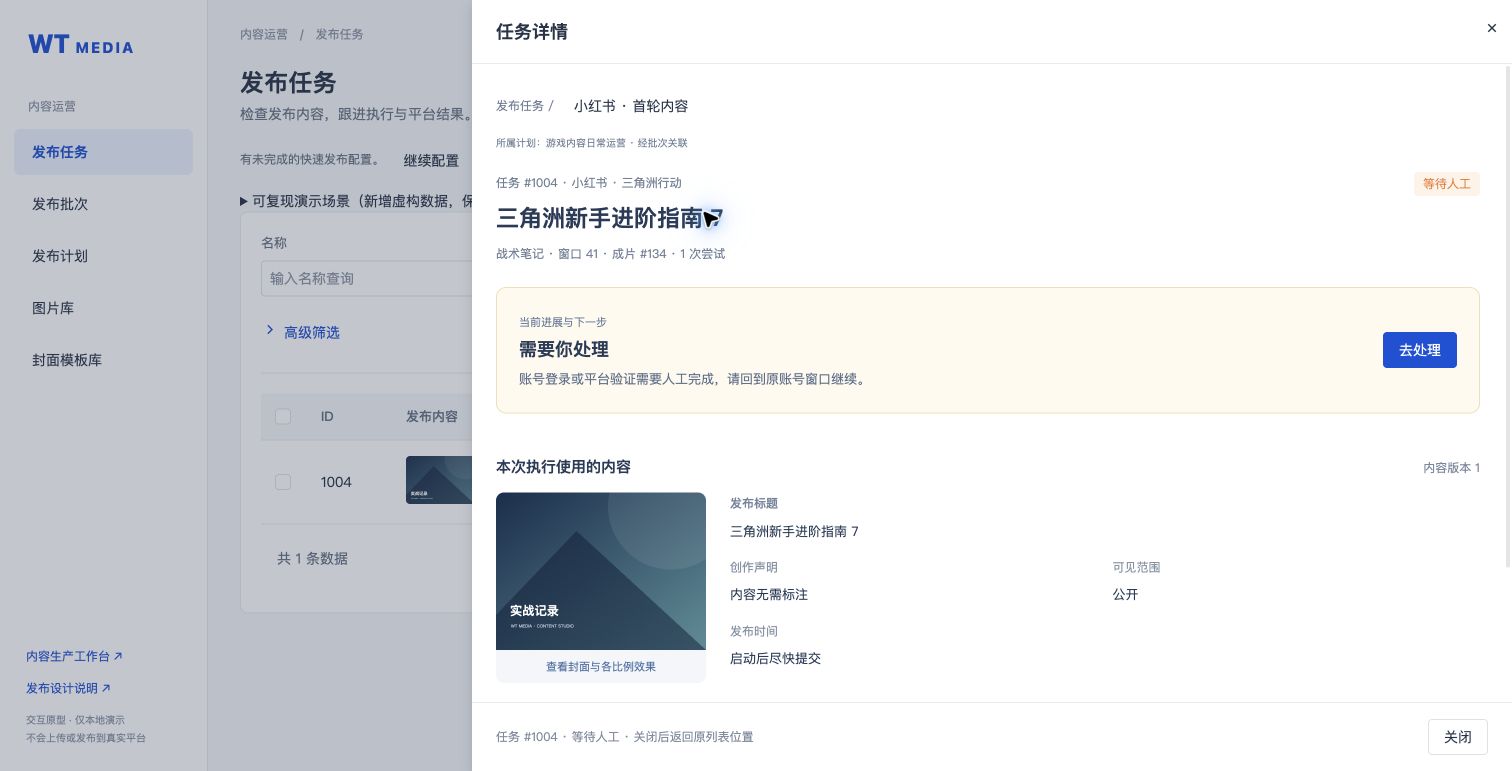 WT MEDIA
内容运营
发布任务
发布批次
发布计划
图片库
封面模板库
内容生产工作台
发布设计说明
交互原型 · 仅本地演示
不会上传或发布到真实平台
内容运营 / 发布任务
发布任务
检查发布内容，跟进执行与平台结果。
有未完成的快速发布配置。 继续配置
可复现演示场景（新增虚构数据，保
名称
输入名称查询
高级筛选
ID 发布内容
1004
实战记录
共 1 条数据
任务详情
发布任务 / 小红书 · 首轮内容
所属计划：游戏内容日常运营 · 经批次关联
任务 #1004 · 小红书 · 三角洲行动
等待人工
三角洲新手进阶指南 7
战术笔记 · 窗口 41 · 成片 #134 · 1 次尝试
当前进展与下一步
需要你处理
账号登录或平台验证需要人工完成，请回到原账号窗口继续。
去处理
本次执行使用的内容
内容版本 1
实战记录
WT MEDIA · CONTENT STUDIO
查看封面与各比例效果
发布标题
三角洲新手进阶指南 7
创作声明 可见范围
内容无需标注 公开
发布时间
启动后尽快提交
任务 #1004 · 等待人工 · 关闭后返回原列表位置
关闭